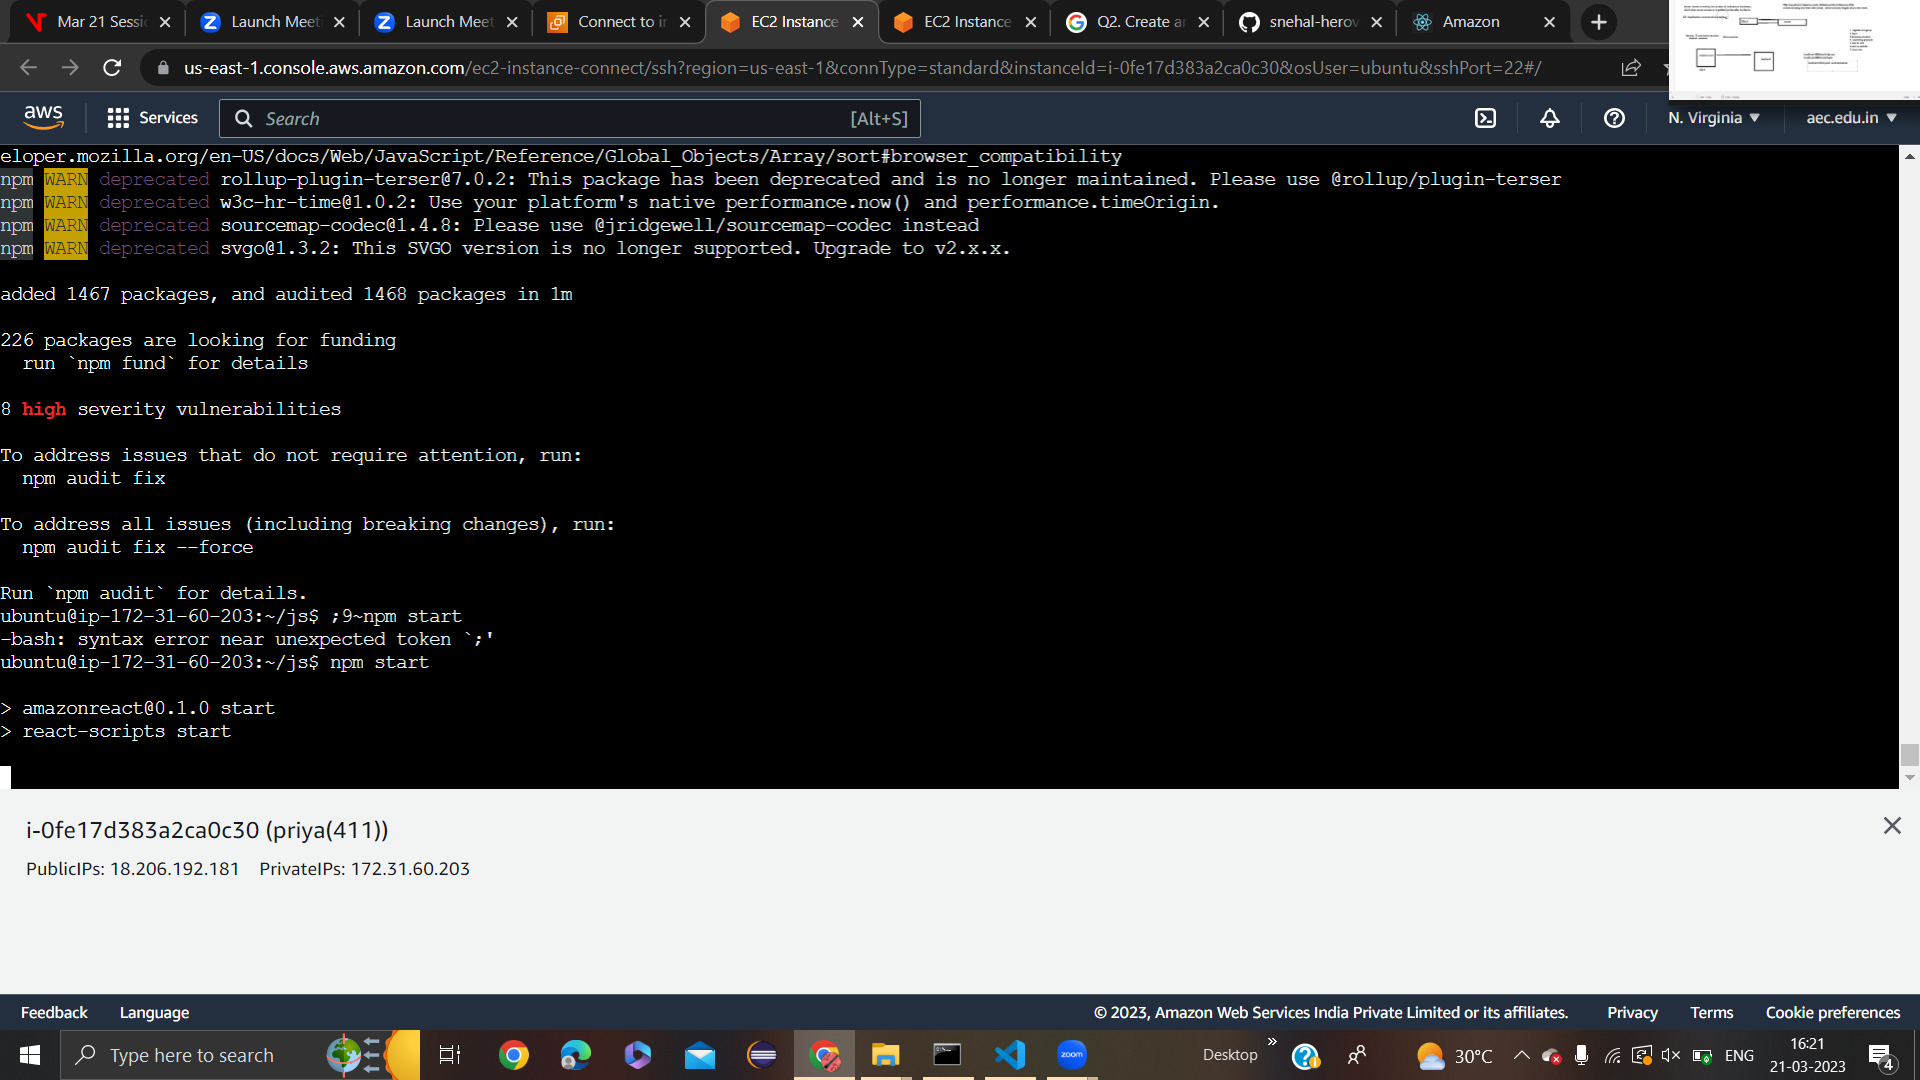 Mar 21 Sessi
Launch Meeti
Launch Meet
Connect to in
EC2 Instance
EC2 Instance
Q2. Create an
snehal-herov
Amazon
us-east-1.console.aws.amazon.com/ec2-instance-connect/ssh?region=us-east-1&connType=standard&instanceId=i-0fe17d383a2ca0c30&osUser=ubuntu&sshPort=22#/
aws
Services
Search
[Alt+S]
N. Virginia
aec.edu.in
eloper.mozilla.org/en-US/docs/Web/JavaScript/Reference/Global_Objects/Array/sort#browser_compatibility
npm WARN deprecated rollup-plugin-terser@7.0.2: This package has been deprecated and is no longer maintained. Please use @rollup/plugin-terser
npm WARN deprecated w3c-hr-time@1.0.2: Use your platform's native performance.now() and performance.timeOrigin.
npm WARN deprecated sourcemap-codec@1.4.8: Please use @jridgewell/sourcemap-codec instead
npm WARN deprecated svgo@1.3.2: This SVGO version is no longer supported. Upgrade to v2.x.x.
added 1467 packages, and audited 1468 packages in 1m
226 packages are looking for funding
run `npm fund` for details
8 high severity vulnerabilities
To address issues that do not require attention, run:
npm audit fix
To address all issues (including breaking changes), run:
npm audit fix --force
Run `npm audit` for details.
ubuntu@ip-172-31-60-203:~/js$ ;9~npm start
-bash: syntax error near unexpected token `;'
ubuntu@ip-172-31-60-203:~/js$ npm start
> amazonreact@0.1.0 start
> react-scripts start
i-0fe17d383a2ca0c30 (priya(411))
PublicIPs: 18.206.192.181 PrivateIPs: 172.31.60.203
Feedback
Language
© 2023, Amazon Web Services India Private Limited or its affiliates.
Privacy
Terms
Cookie preferences
Type here to search
zoom
Desktop
30°C
ENG
16:21
21-03-2023
4